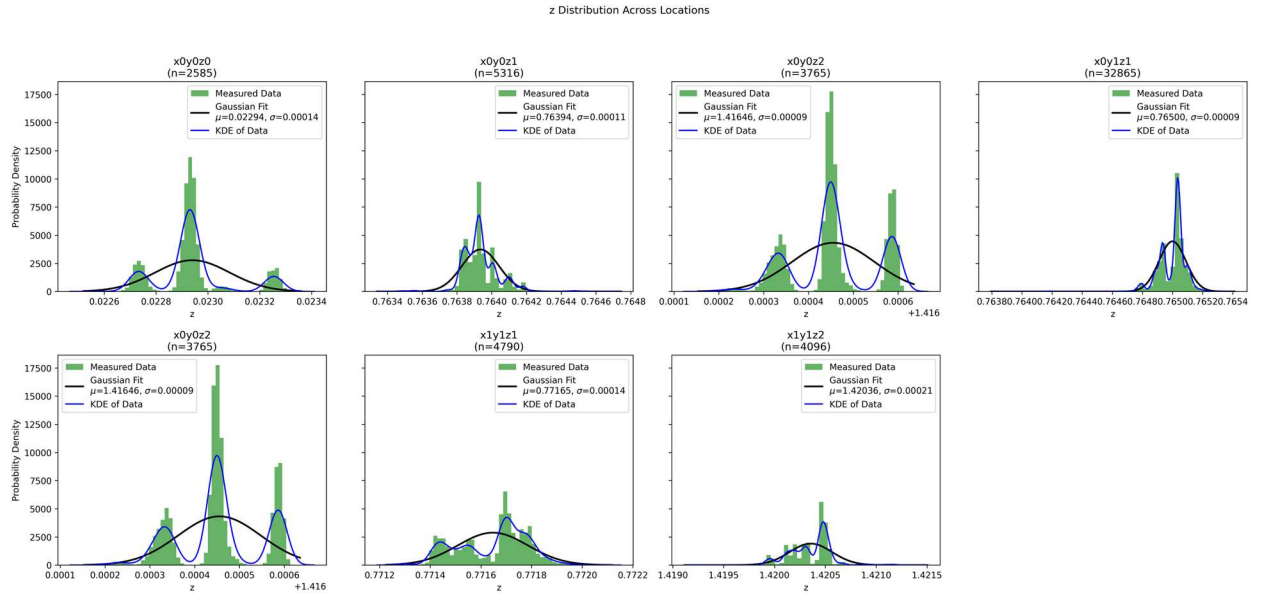 z Distribution Across Locations
x0y0z0
(n=2585)
Measured Data
Gaussian Fit
μ=0.02294, σ=0.00014
KDE of Data
Probability Density
17500
15000
12500
10000
7500
5000
2500
0
0.0226 0.0228 0.0230 0.0232 0.0234
z
x0y0z1
(n=5316)
Measured Data
Gaussian Fit
μ=0.76394, σ=0.00011
KDE of Data
0.7634 0.7636 0.7638 0.7640 0.7642 0.7644 0.7646 0.7648
z
x0y0z2
(n=3765)
Measured Data
Gaussian Fit
μ=1.41646, σ=0.00009
KDE of Data
0.0001 0.0002 0.0003 0.0004 0.0005 0.0006
+1.416
z
x0y1z1
(n=32865)
Measured Data
Gaussian Fit
μ=0.76500, σ=0.00009
KDE of Data
0.76380 0.76400 0.76420 0.76440 0.76460 0.76480 0.76500 0.76520 0.7654
z
x0y0z2
(n=3765)
Measured Data
Gaussian Fit
μ=1.41646, σ=0.00009
KDE of Data
Probability Density
17500
15000
12500
10000
7500
5000
2500
0
0.0001 0.0002 0.0003 0.0004 0.0005 0.0006
+1.416
z
x1y1z1
(n=4790)
Measured Data
Gaussian Fit
μ=0.77165, σ=0.00014
KDE of Data
0.7712 0.7714 0.7716 0.7718 0.7720 0.7722
z
x1y1z2
(n=4096)
Measured Data
Gaussian Fit
μ=1.42036, σ=0.00021
KDE of Data
1.4190 1.4195 1.4200 1.4205 1.4210 1.4215
z